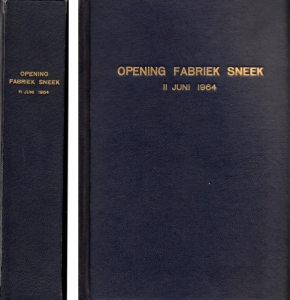 OPENING
FABRIEK SNEEK
11 JUNI 1964
OPENING FABRIEK SNEEK
11 JUNI 1964